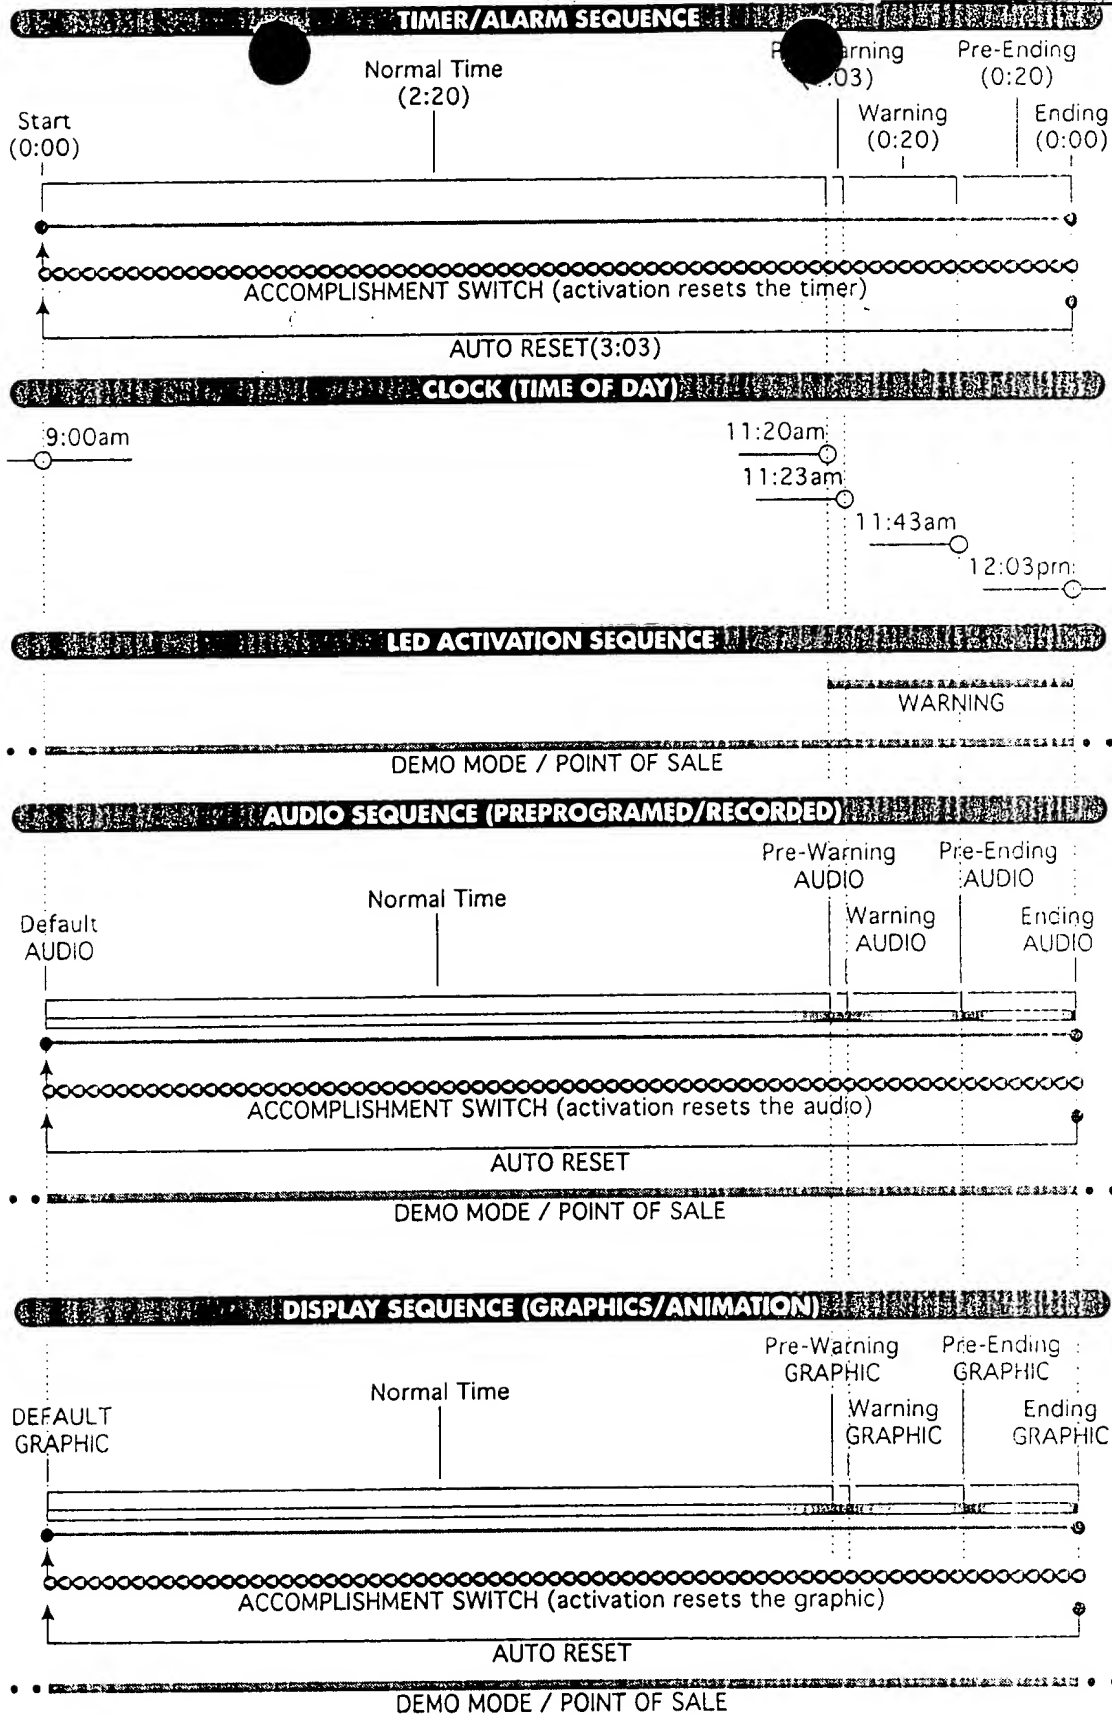 TIMER/ALARM SEQUENCE
Normal Time
(2:20)
Pre-Ending
(0:20)
Start
(0:00)
Warning
(0:20)
Ending
(0:00)
ACCOMPLISHMENT SWITCH (activation resets the timer)
AUTO RESET(3:03)
CLOCK (TIME OF DAY)
9:00am
11:20am
11:23am
11:43am
12:03pm
LED ACTIVATION SEQUENCE
WARNING
DEMO MODE / POINT OF SALE
AUDIO SEQUENCE (PREPROGRAMED/RECORDED)
Pre-Warning
AUDIO
Pre-Ending
AUDIO
Normal Time
Default
AUDIO
Warning
AUDIO
Ending
AUDIO
ACCOMPLISHMENT SWITCH (activation resets the audio)
AUTO RESET
DEMO MODE / POINT OF SALE
DISPLAY SEQUENCE (GRAPHICS/ANIMATION)
Pre-Warning
GRAPHIC
Pre-Ending
GRAPHIC
Normal Time
DEFAULT
GRAPHIC
Warning
GRAPHIC
Ending
GRAPHIC
ACCOMPLISHMENT SWITCH (activation resets the graphic)
AUTO RESET
DEMO MODE / POINT OF SALE